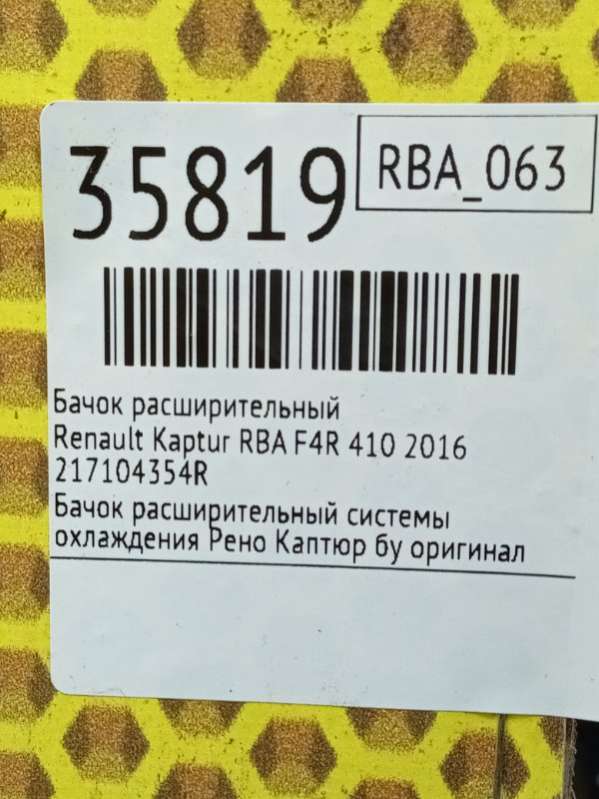 35819
RBA_063
Бачок расширительный
Renault Kaptur RBA F4R 410 2016
217104354R
Бачок расширительный системы
охлаждения Рено Каптюр бу оригинал